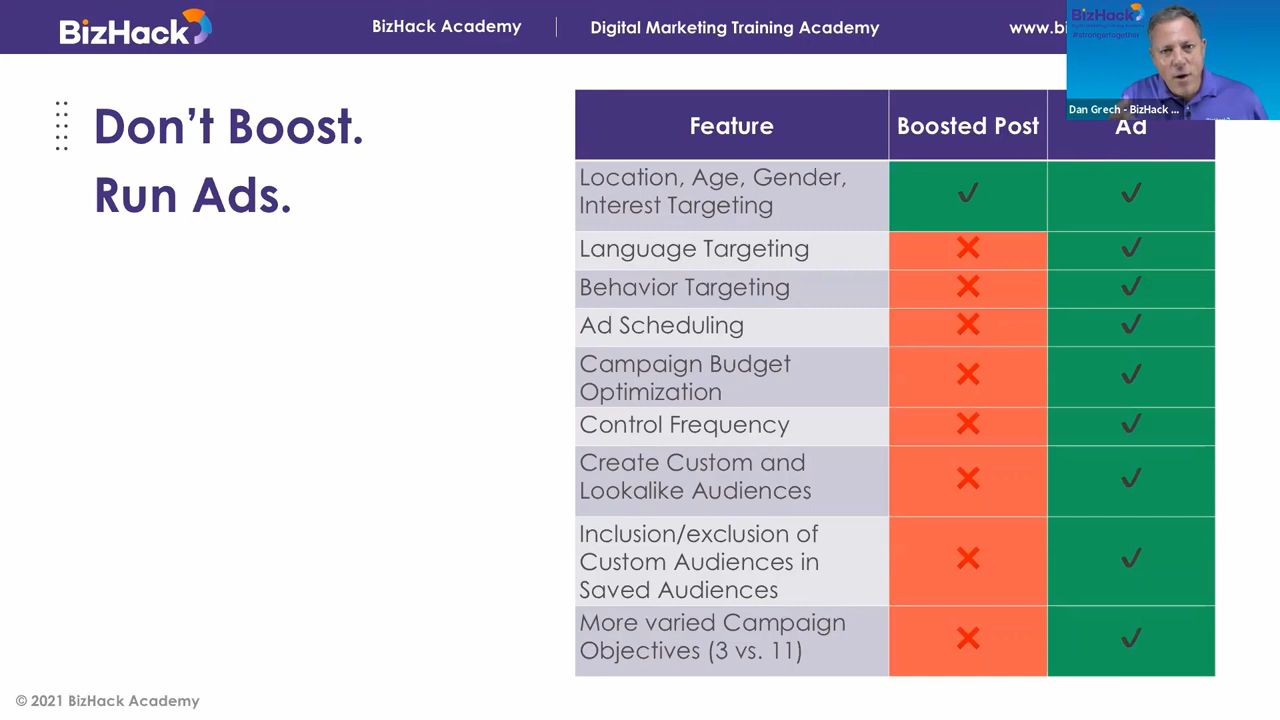 BizHack
BizHack Academy
Digital Marketing Training Academy
www.bi
BizHack
#strongertogether
Dan Grech - BizHack ...
Don't Boost.
Run Ads.
Feature
Boosted Post
Ad
Location, Age, Gender,
Interest Targeting
Language Targeting
Behavior Targeting
Ad Scheduling
Campaign Budget
Optimization
Control Frequency
Create Custom and
Lookalike Audiences
Inclusion/exclusion of
Custom Audiences in
Saved Audiences
More varied Campaign
Objectives (3 vs. 11)
© 2021 BizHack Academy